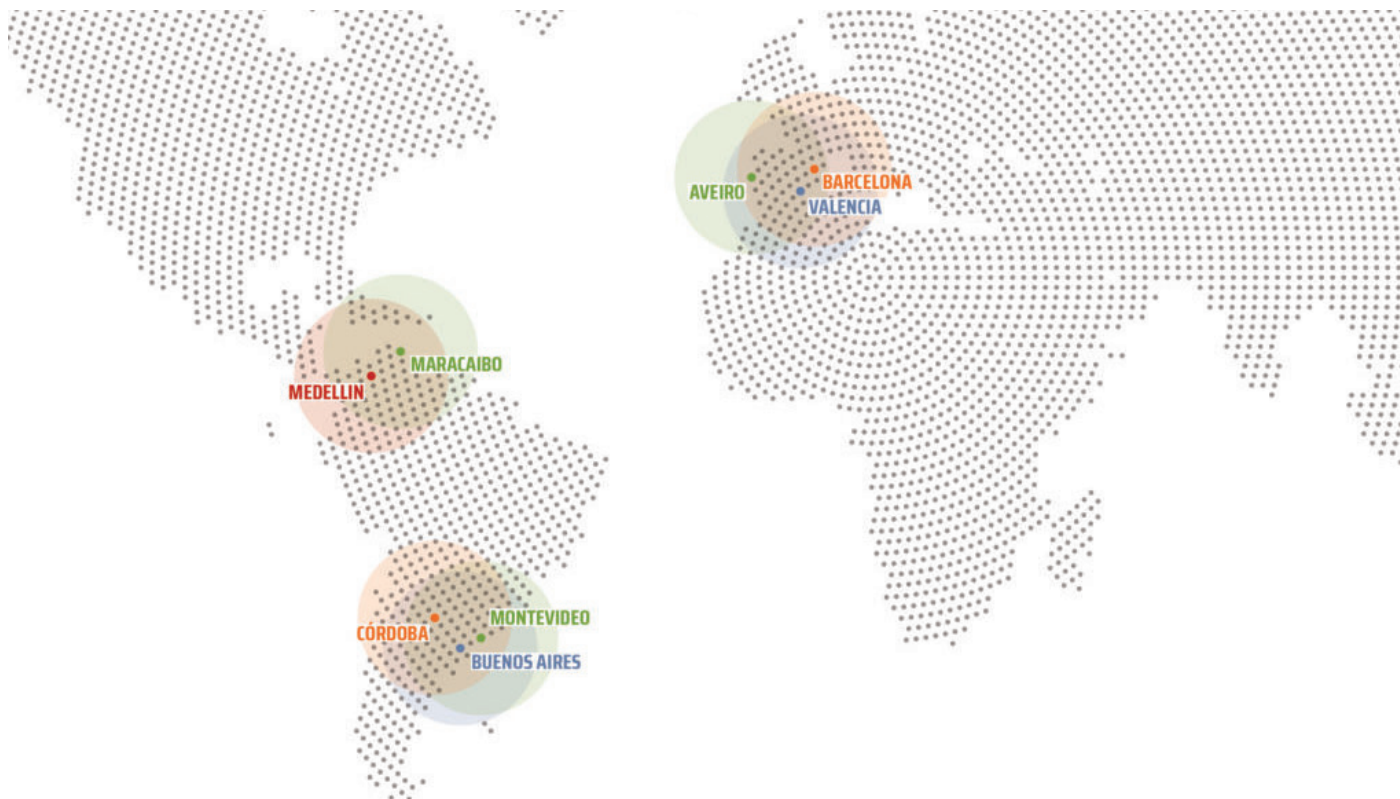 BARCELONA
AVEIRO
VALENCIA
MARACAIBO
MEDELLIN
MONTEVIDEO
CÓRDOBA
BUENOS AIRES